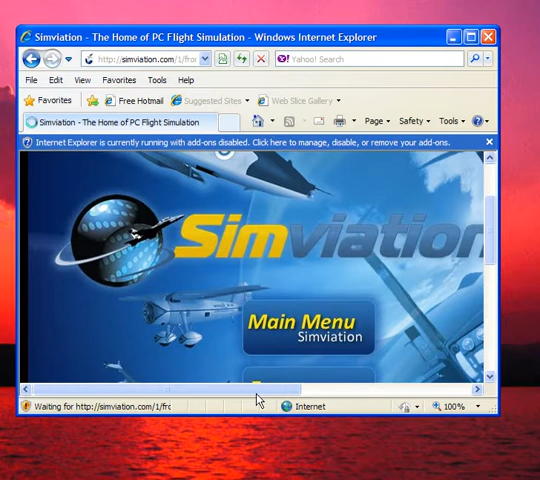 Simviation - The Home of PC Flight Simulation - Windows Internet Explorer
http://simviation.com/1/fror
Yahoo! Search
File Edit View Favorites Tools Help
Favorites Free Hotmail Suggested Sites Web Slice Gallery
Simviation - The Home of PC Flight Simulation
Page Safety Tools
Internet Explorer is currently running with add-ons disabled. Click here to manage, disable, or remove your add-ons.
Simviation
Main Menu
Simviation
Waiting for http://simviation.com/1/frc Internet 100%